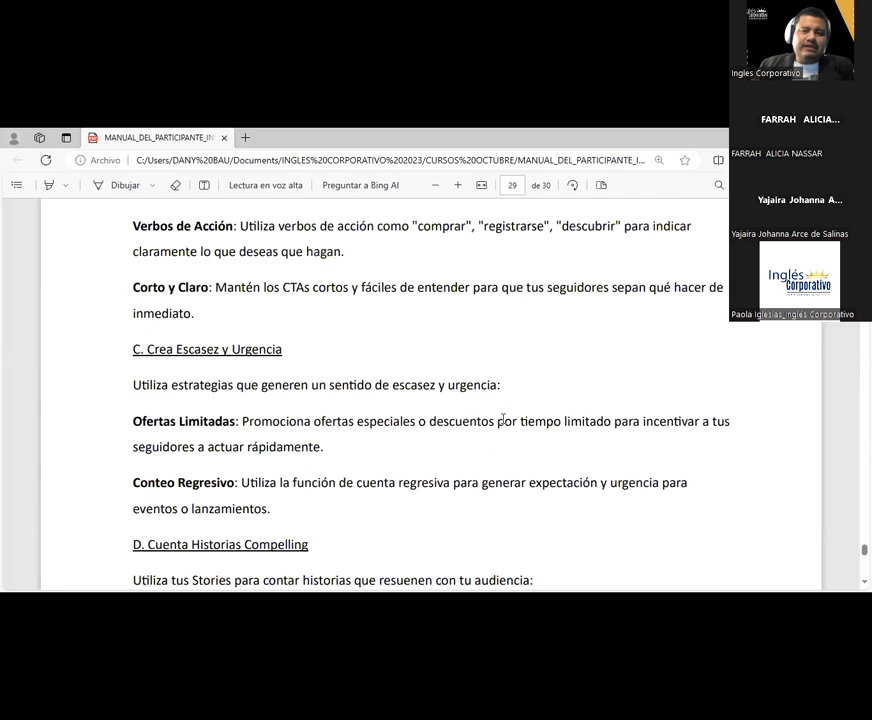 Inglés Corporativo
FARRAH ALICIA...
FARRAH ALICIA NASSAR
Yajaira Johanna A...
Yajaira Johanna Arce de Salinas
Inglés
Corporativo
Paola Iglesias_Inglés Corporativo
MANUAL_DEL_PARTICIPANTE_IN
Archivo C:/Users/DANY%20BAU/Documents/INGLES%20CORPORATIVO%202023/CURSOS%20OCTUBRE/MANUAL_DEL_PARTICIPANTE_I...
Dibujar Lectura en voz alta Preguntar a Bing AI 29 de 30
Verbos de Acción: Utiliza verbos de acción como "comprar", "registrarse", "descubrir" para indicar
claramente lo que deseas que hagan.
Corto y Claro: Mantén los CTAs cortos y fáciles de entender para que tus seguidores sepan qué hacer de
inmediato.
C. Crea Escasez y Urgencia
Utiliza estrategias que generen un sentido de escasez y urgencia:
Ofertas Limitadas: Promociona ofertas especiales o descuentos por tiempo limitado para incentivar a tus
seguidores a actuar rápidamente.
Conteo Regresivo: Utiliza la función de cuenta regresiva para generar expectación y urgencia para
eventos o lanzamientos.
D. Cuenta Historias Compelling
Utiliza tus Stories para contar historias que resuenen con tu audiencia: